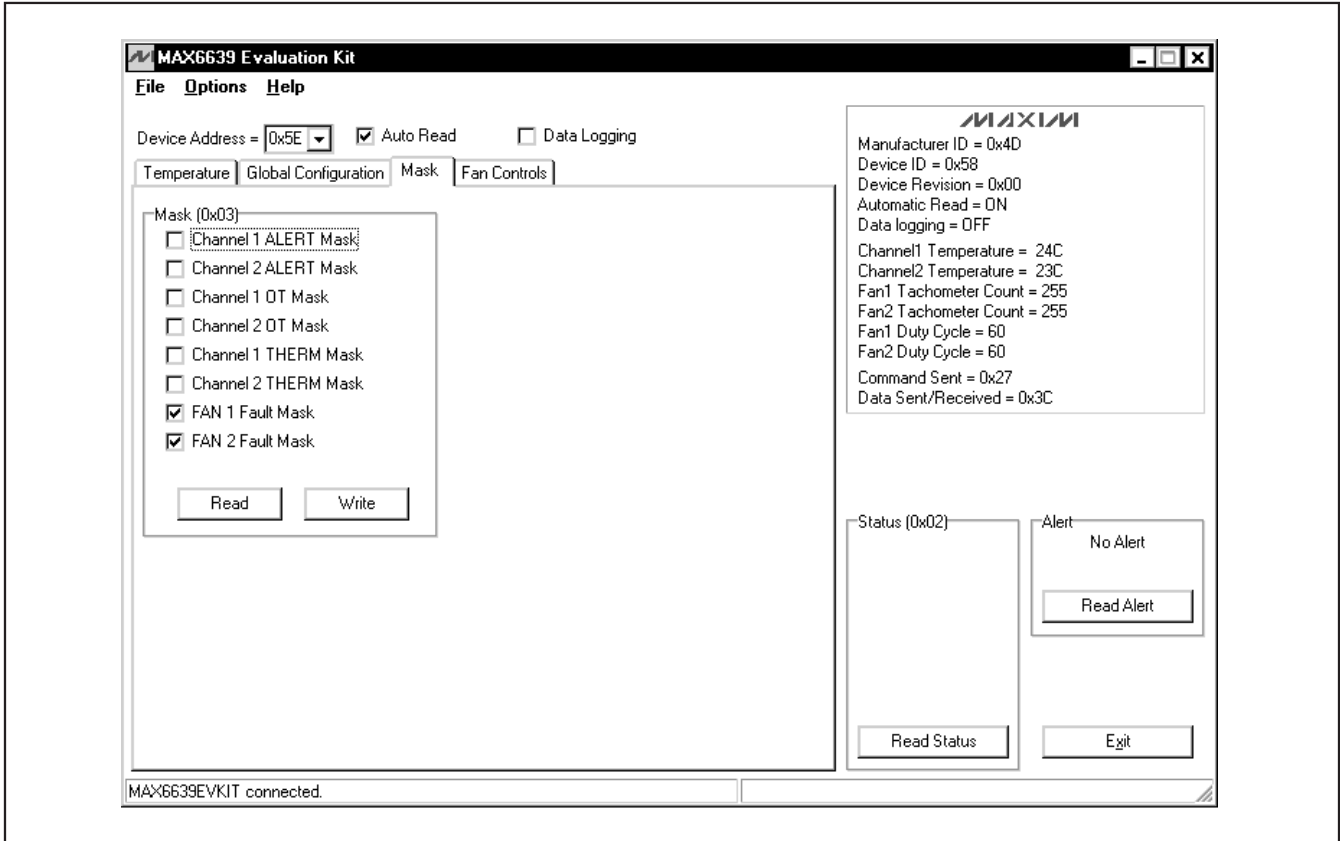 MAX6639 Evaluation Kit
File Options Help
Device Address = 0x5E Auto Read Data Logging
Temperature Global Configuration Mask Fan Controls
Mask (0x03)
Channel 1 ALERT Mask
Channel 2 ALERT Mask
Channel 1 OT Mask
Channel 2 OT Mask
Channel 1 THERM Mask
Channel 2 THERM Mask
FAN 1 Fault Mask
FAN 2 Fault Mask
Read Write
MAXIM
Manufacturer ID = 0x4D
Device ID = 0x58
Device Revision = 0x00
Automatic Read = ON
Data logging = OFF
Channel1 Temperature = 24C
Channel2 Temperature = 23C
Fan1 Tachometer Count = 255
Fan2 Tachometer Count = 255
Fan1 Duty Cycle = 60
Fan2 Duty Cycle = 60
Command Sent = 0x27
Data Sent/Received = 0x3C
Status (0x02)
Read Status
Alert
No Alert
Read Alert
Exit
MAX6639EVKIT connected.